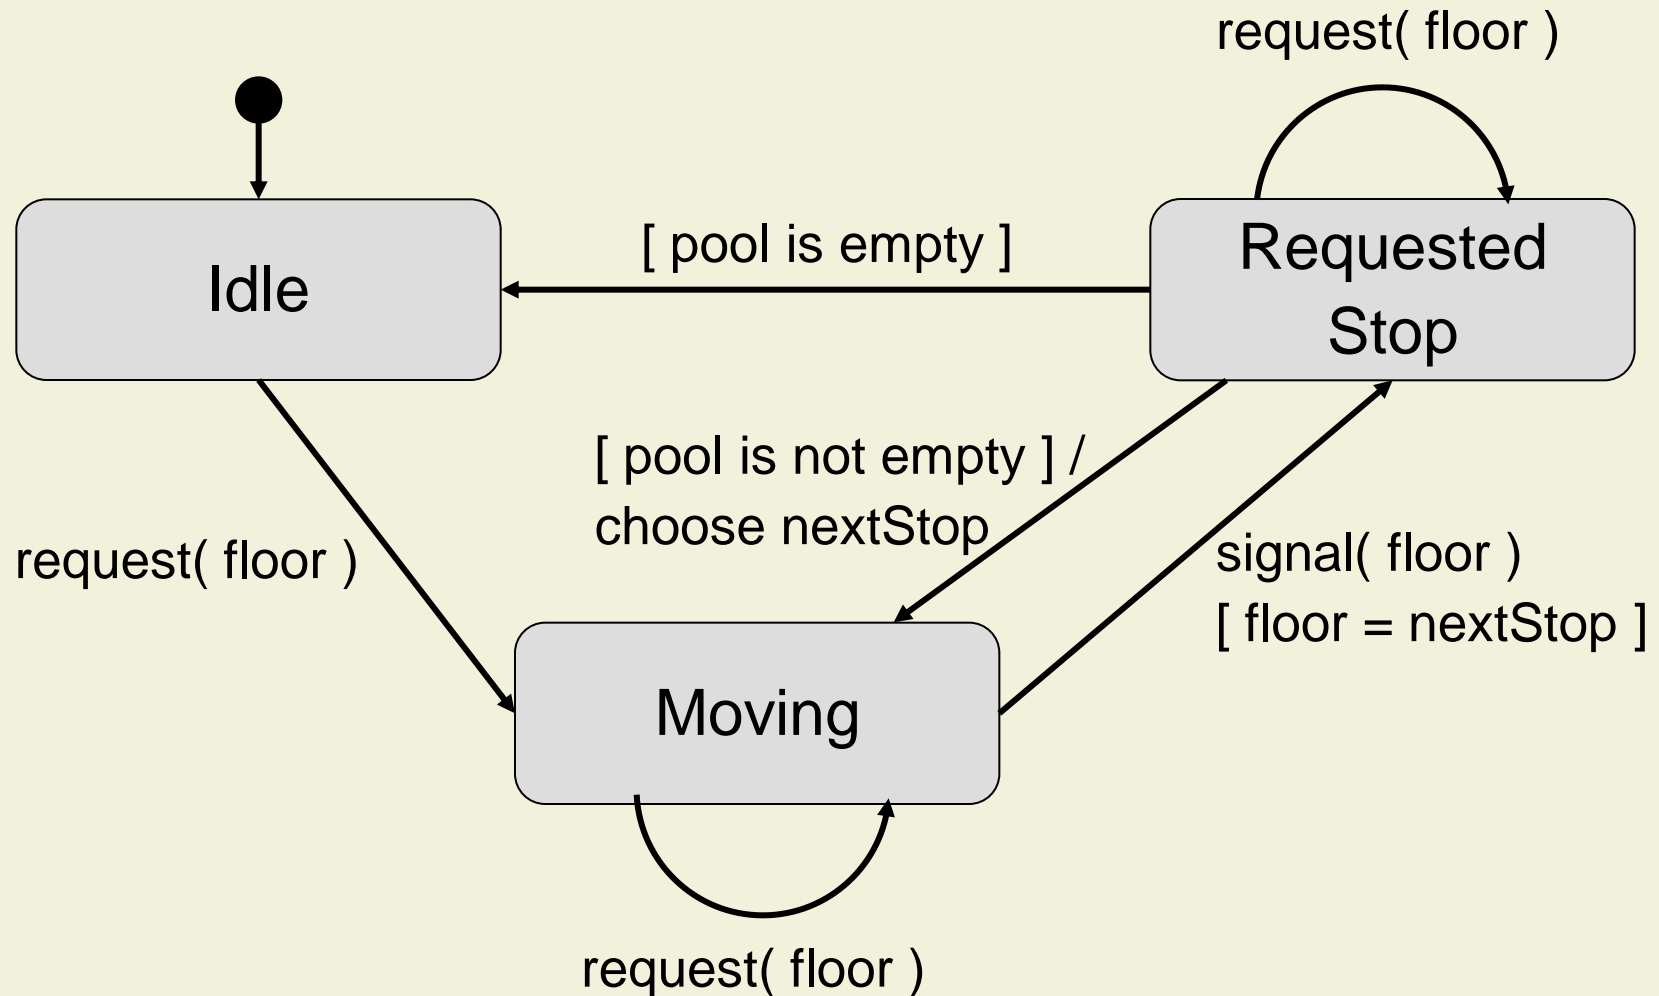 request( floor )
[ pool is empty ]
Idle
Requested
Stop
[ pool is not empty ] /
choose nextStop
request( floor )
signal( floor )
[ floor = nextStop ]
Moving
request( floor )